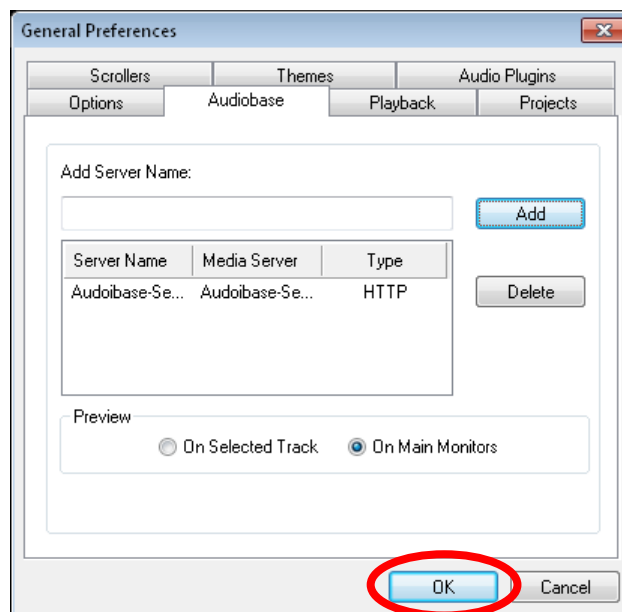 General Preferences
Scrollers Themes Audio Plugins
Options Audiobase Playback Projects
Add Server Name:
Add
Server Name Media Server Type
Audoibase-Se... Audoibase-Se... HTTP
Delete
Preview
On Selected Track On Main Monitors
OK Cancel